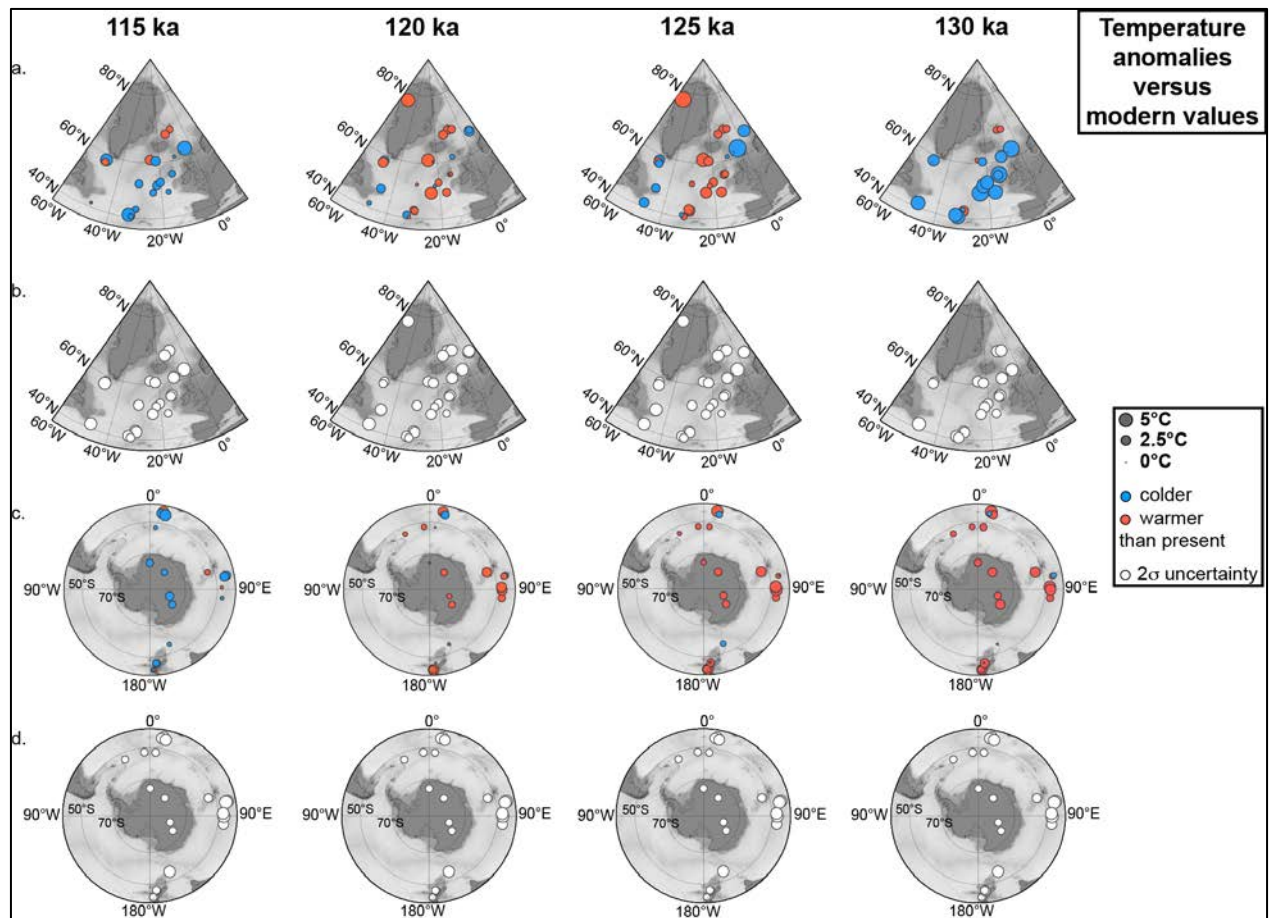 115 ka 120 ka 125 ka 130 ka
Temperature
anomalies
versus
modern values
a.
80°N 80°N 80°N 80°N
60°N 60°N 60°N 60°N
40°N 40°N 40°N 40°N
60°W 60°W 60°W 60°W
40°W 20°W 0° 40°W 20°W 0° 40°W 20°W 0° 40°W 20°W 0°
b.
80°N 80°N 80°N 80°N
60°N 60°N 60°N 60°N
40°N 40°N 40°N 40°N
60°W 60°W 60°W 60°W
40°W 20°W 0° 40°W 20°W 0° 40°W 20°W 0° 40°W 20°W 0°
5°C
2.5°C
0°C
colder
warmer
than present
2σ uncertainty
c.
0° 0° 0° 0°
90°W 50°S 70°S 90°E 90°W 50°S 70°S 90°E 90°W 50°S 70°S 90°E 90°W 50°S 70°S 90°E
180°W 180°W 180°W 180°W
d.
0° 0° 0° 0°
90°W 50°S 70°S 90°E 90°W 50°S 70°S 90°E 90°W 50°S 70°S 90°E 90°W 50°S 70°S 90°E
180°W 180°W 180°W 180°W